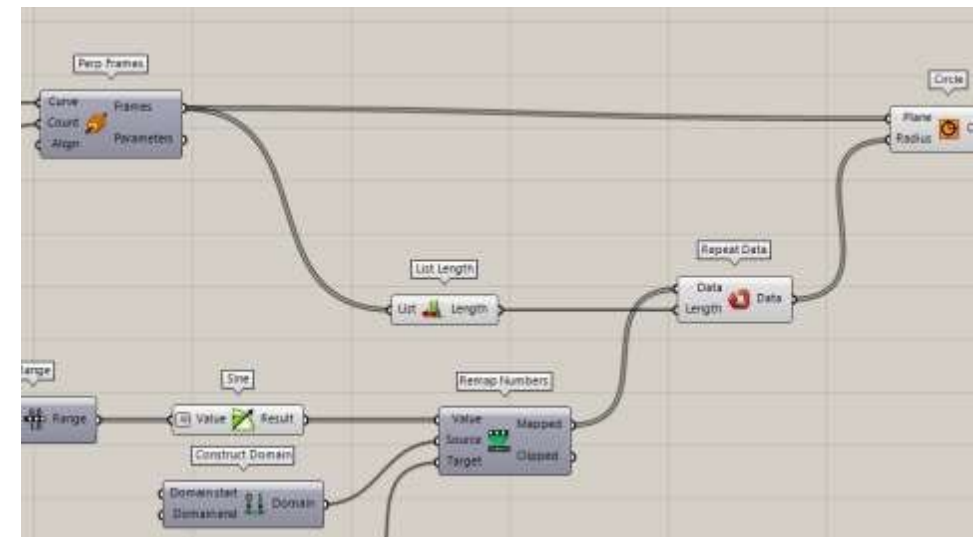 Perp Frames
Circle
Curve
Frames
Count
Parameters
Align
Plane
Radius
C
Repeat Data
List Length
Data
Length
Data
List
Length
ange
Sine
Remap Numbers
Range
Value
Result
Value
Mapped
Source
Clipped
Target
Construct Domain
Domain start
Domain end
Domain